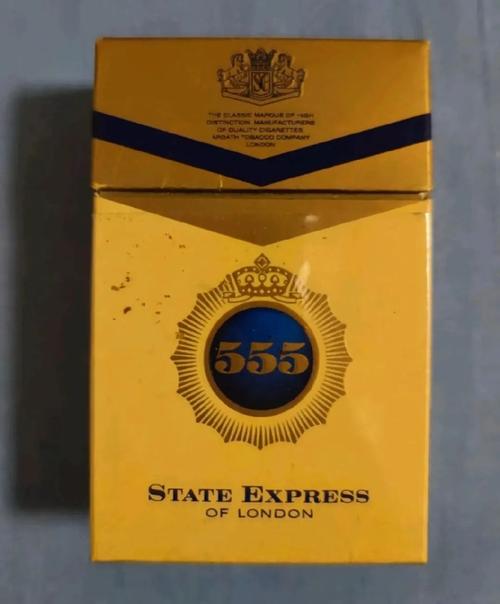 THE CLASSIC MARQUE OF HIGH
DISTINCTION MANUFACTURERS
OF QUALITY CIGARETTES
ARDATH TOBACCO COMPANY
LONDON
555
STATE EXPRESS
OF LONDON